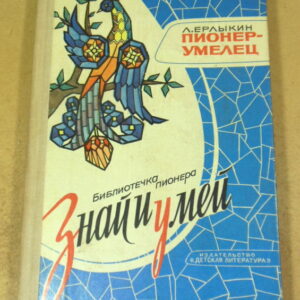 Л. ЕРЛЫКИН
ПИОНЕР-
УМЕЛЕЦ
Библиотечка
пионера
Знай и умей
ИЗДАТЕЛЬСТВО
«ДЕТСКАЯ ЛИТЕРАТУРА»